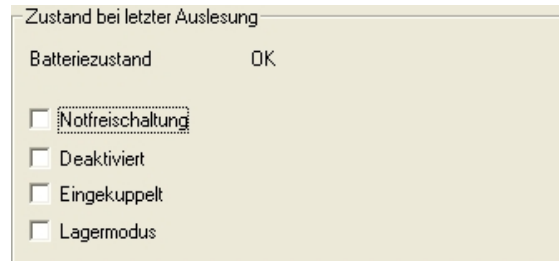 Zustand bei letzter Auslesung
Batteriezustand OK
Notfreischaltung
Deaktiviert
Eingekuppelt
Lagermodus